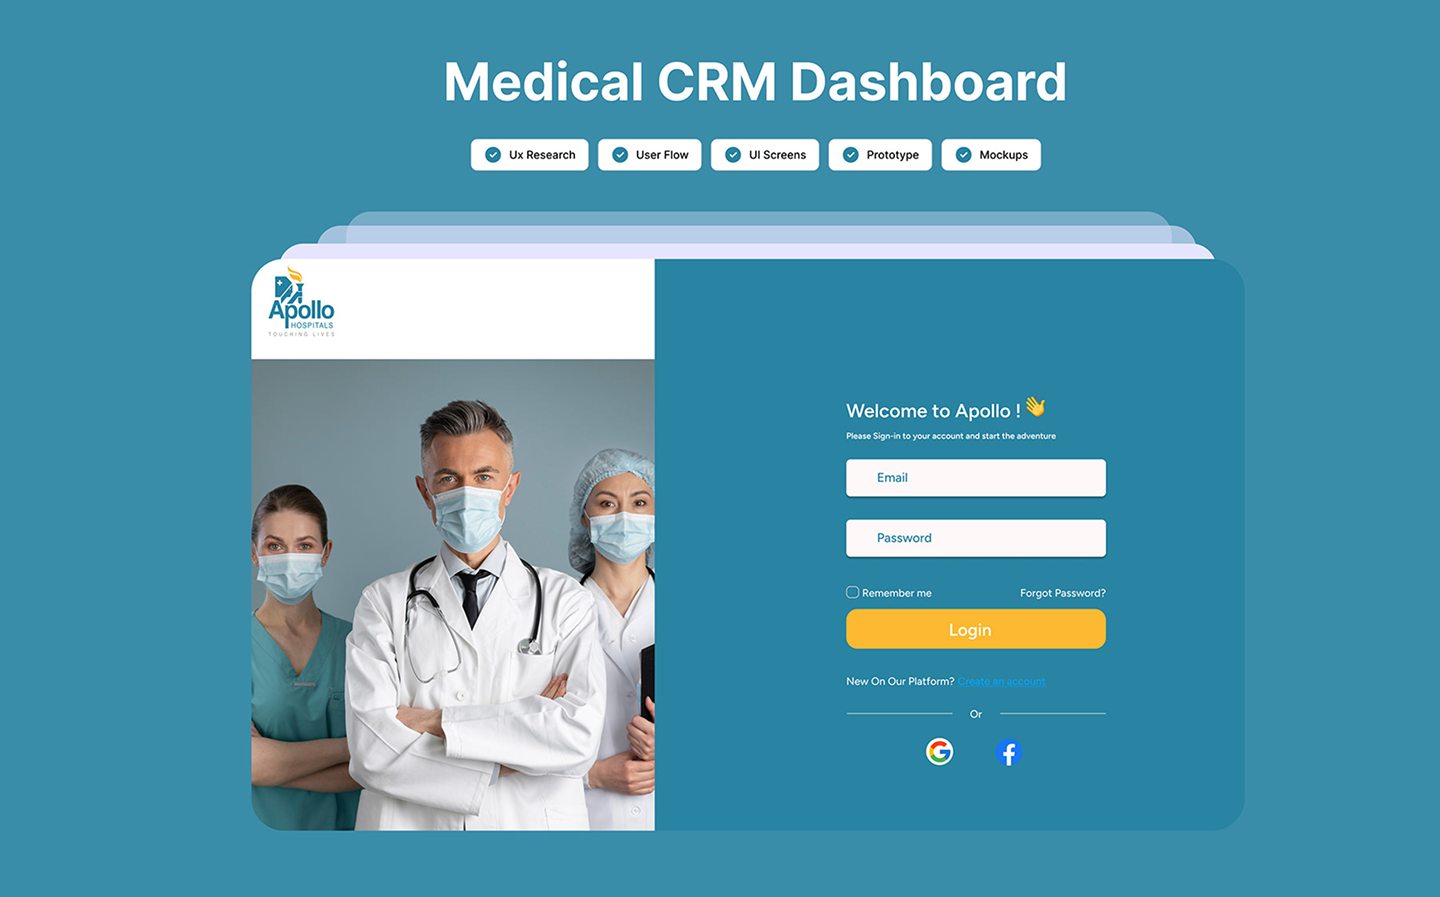 Medical CRM Dashboard
Ux Research
User Flow
UI Screens
Prototype
Mockups
Apollo
HOSPITALS
TOUCHING LIVES
Welcome to Apollo !
Please Sign-in to your account and start the adventure
Email
Password
Remember me
Forgot Password?
Login
New On Our Platform? Create an account
Or